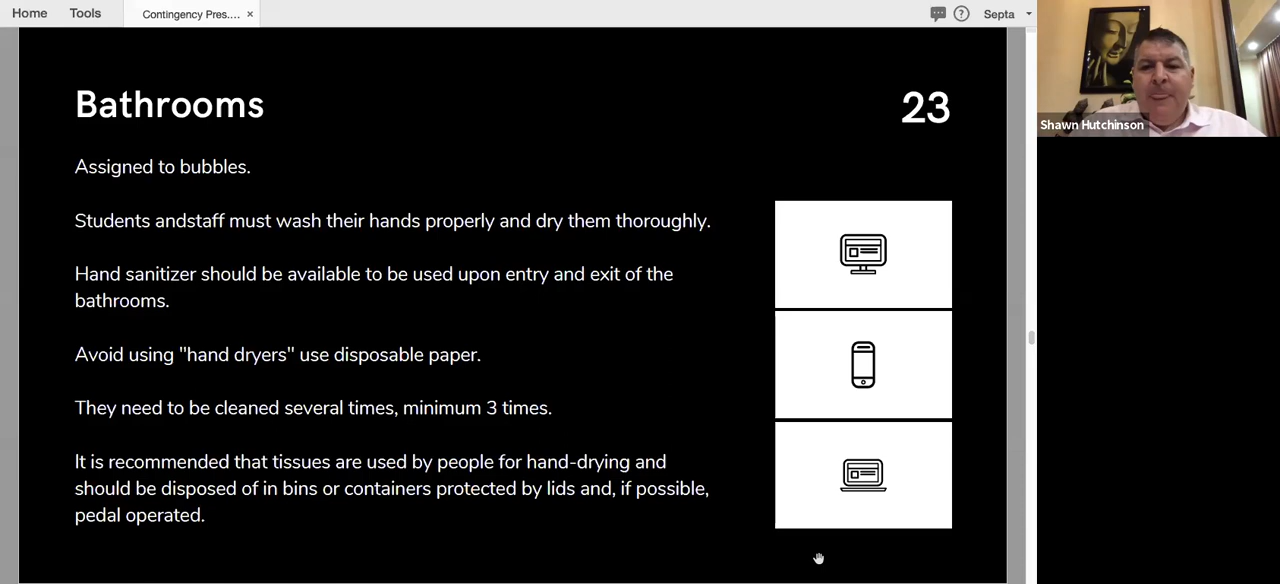 Home Tools Contingency Pres.... × Septa
Shawn Hutchinson
Bathrooms
23
Assigned to bubbles.
Students andstaff must wash their hands properly and dry them thoroughly.
Hand sanitizer should be available to be used upon entry and exit of the
bathrooms.
Avoid using "hand dryers" use disposable paper.
They need to be cleaned several times, minimum 3 times.
It is recommended that tissues are used by people for hand-drying and
should be disposed of in bins or containers protected by lids and, if possible,
pedal operated.